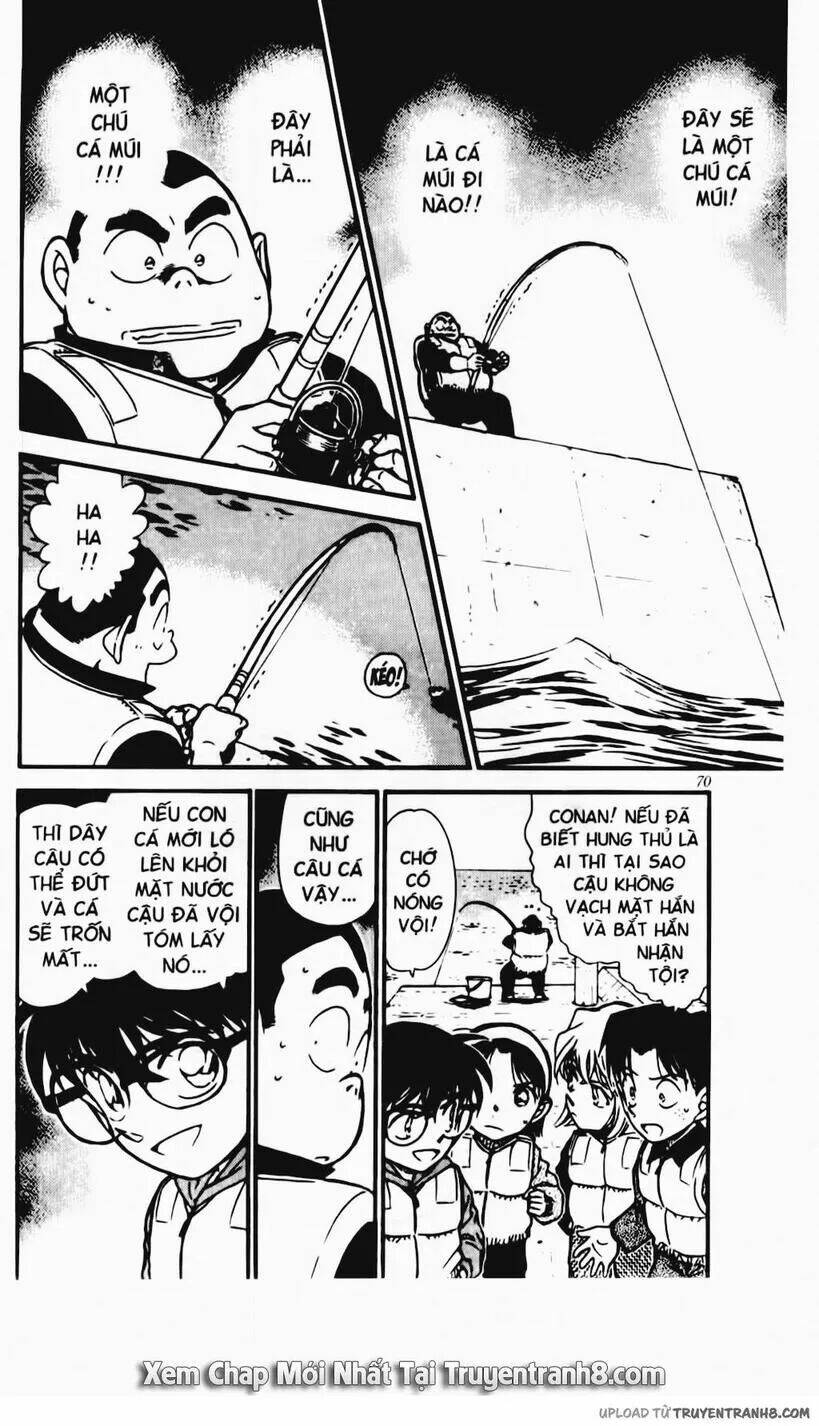 ĐÂY SẼ
LÀ MỘT
CHÚ CÁ
MÚI!
LÀ CÁ
MÚI ĐI
NÀO!!
ĐÂY
PHẢI
LÀ...
MỘT
CHÚ
CÁ MÚI
!!!
HA
HA
!!
KÉO!
70
CONAN! NẾU ĐÃ
BIẾT HUNG THỦ LÀ
AI THÌ TẠI SAO
CẬU KHÔNG
VẠCH MẶT HẮN
VÀ BẮT HẮN
NHẬN
TỘI?
CHỚ
CÓ
NÓNG
VỘI!
CŨNG
NHƯ
CÂU CÁ
VẬY...
NẾU CON
CÁ MỚI LÓ
LÊN KHỎI
MẶT NƯỚC
CẬU ĐÃ VỘI
TÓM LẤY
NÓ...
THÌ DÂY
CÂU CÓ
THỂ ĐỨT
VÀ CÁ
SẼ TRỐN
MẤT...
Xem Chap Mới Nhất Tại Truyentranh8.com
UPLOAD TỪ TRUYENTRANH8.COM